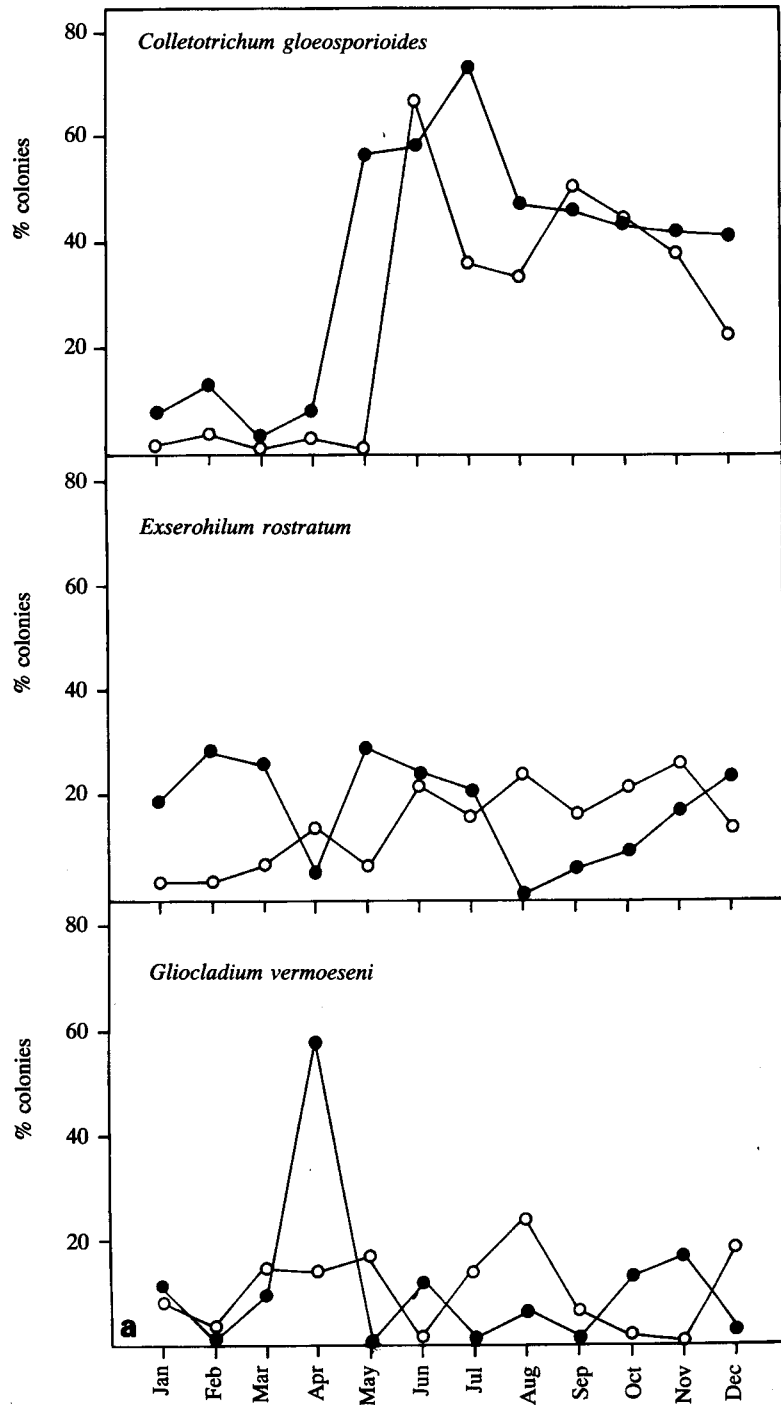 80
Colletotrichum gloeosporioides
60
% colonies
40
20
80
Exserohilum rostratum
60
% colonies
40
20
80
Gliocladium vermoeseni
60
% colonies
40
20
a
Jan Feb Mar Apr May Jun Jul Aug Sep Oct Nov Dec